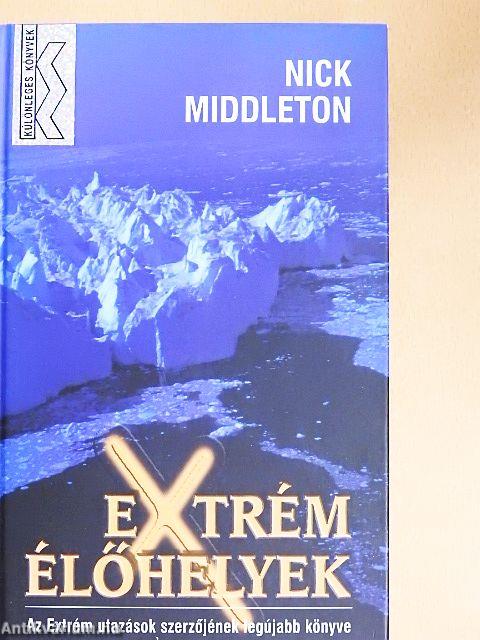 KÜLÖNLEGES KÖNYVEK
NICK
MIDDLETON
EXTRÉM
ÉLŐHELYEK
Az Extrém utazások szerzőjének legújabb könyve